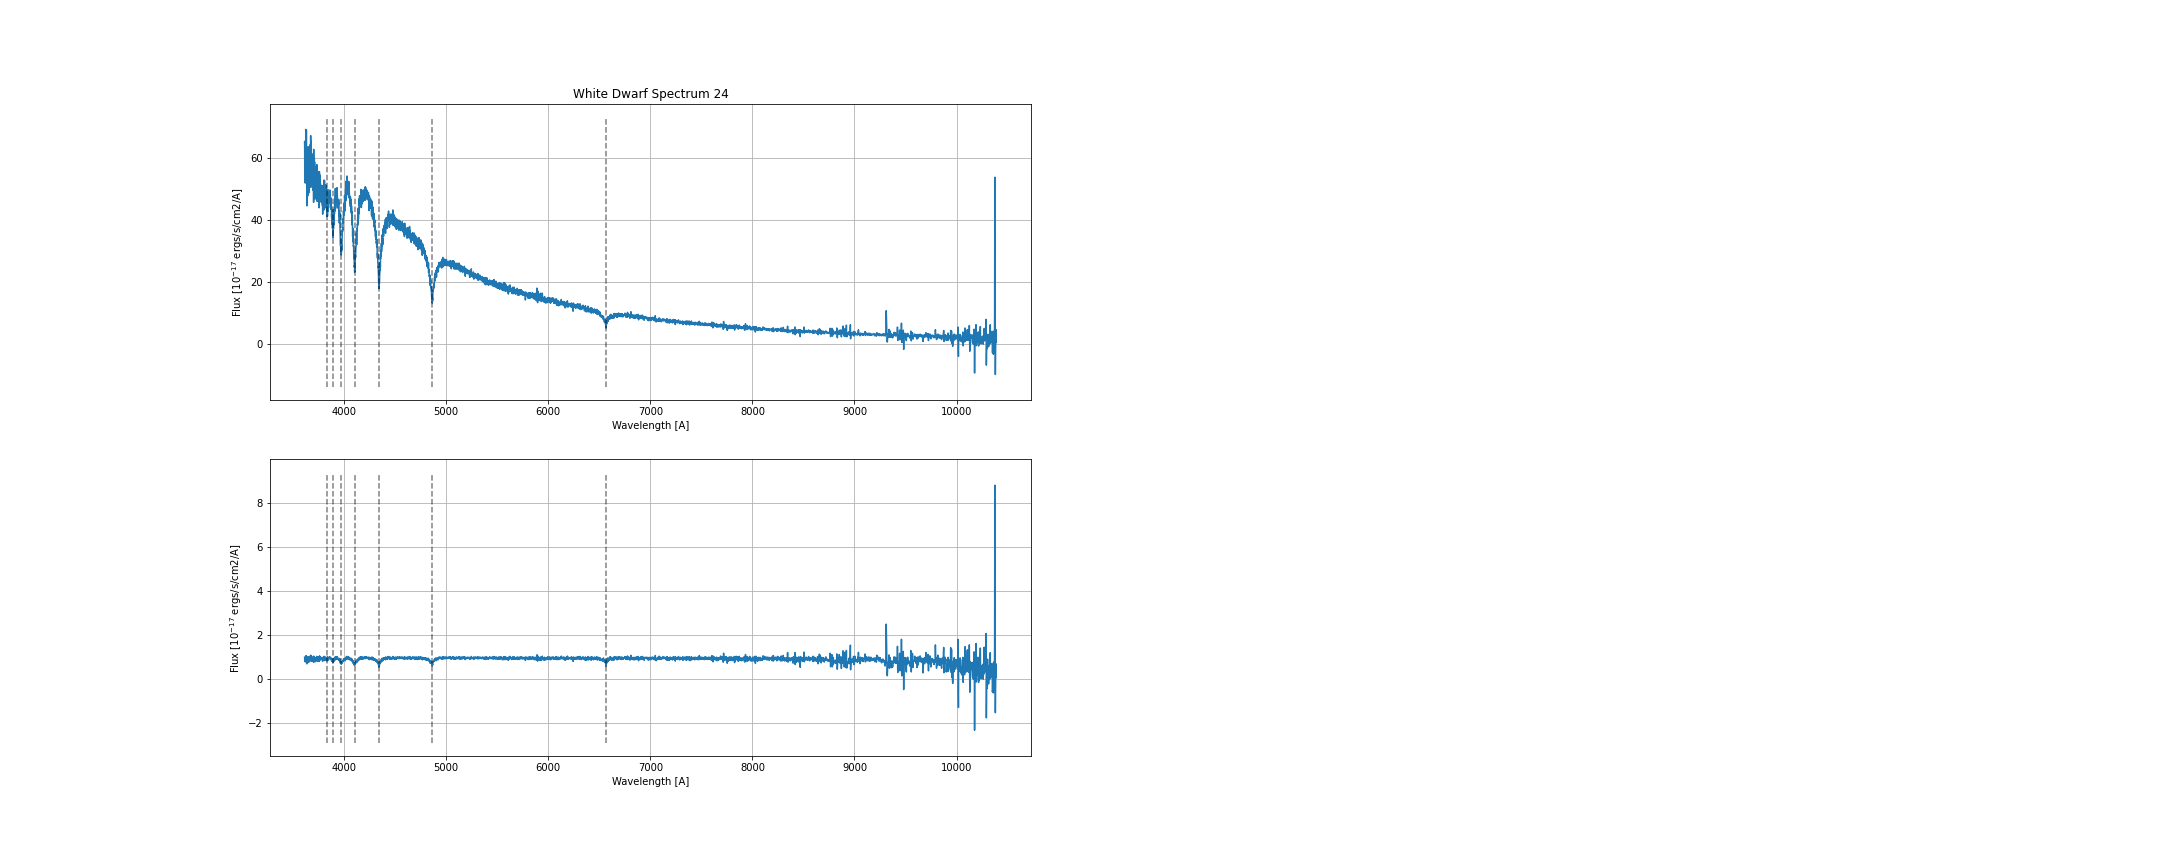 White Dwarf Spectrum 24
Flux [10⁻¹⁷ ergs/s/cm2/A]
60
40
20
0
4000 5000 6000 7000 8000 9000 10000
Wavelength [A]
Flux [10⁻¹⁷ ergs/s/cm2/A]
8
6
4
2
0
−2
4000 5000 6000 7000 8000 9000 10000
Wavelength [A]